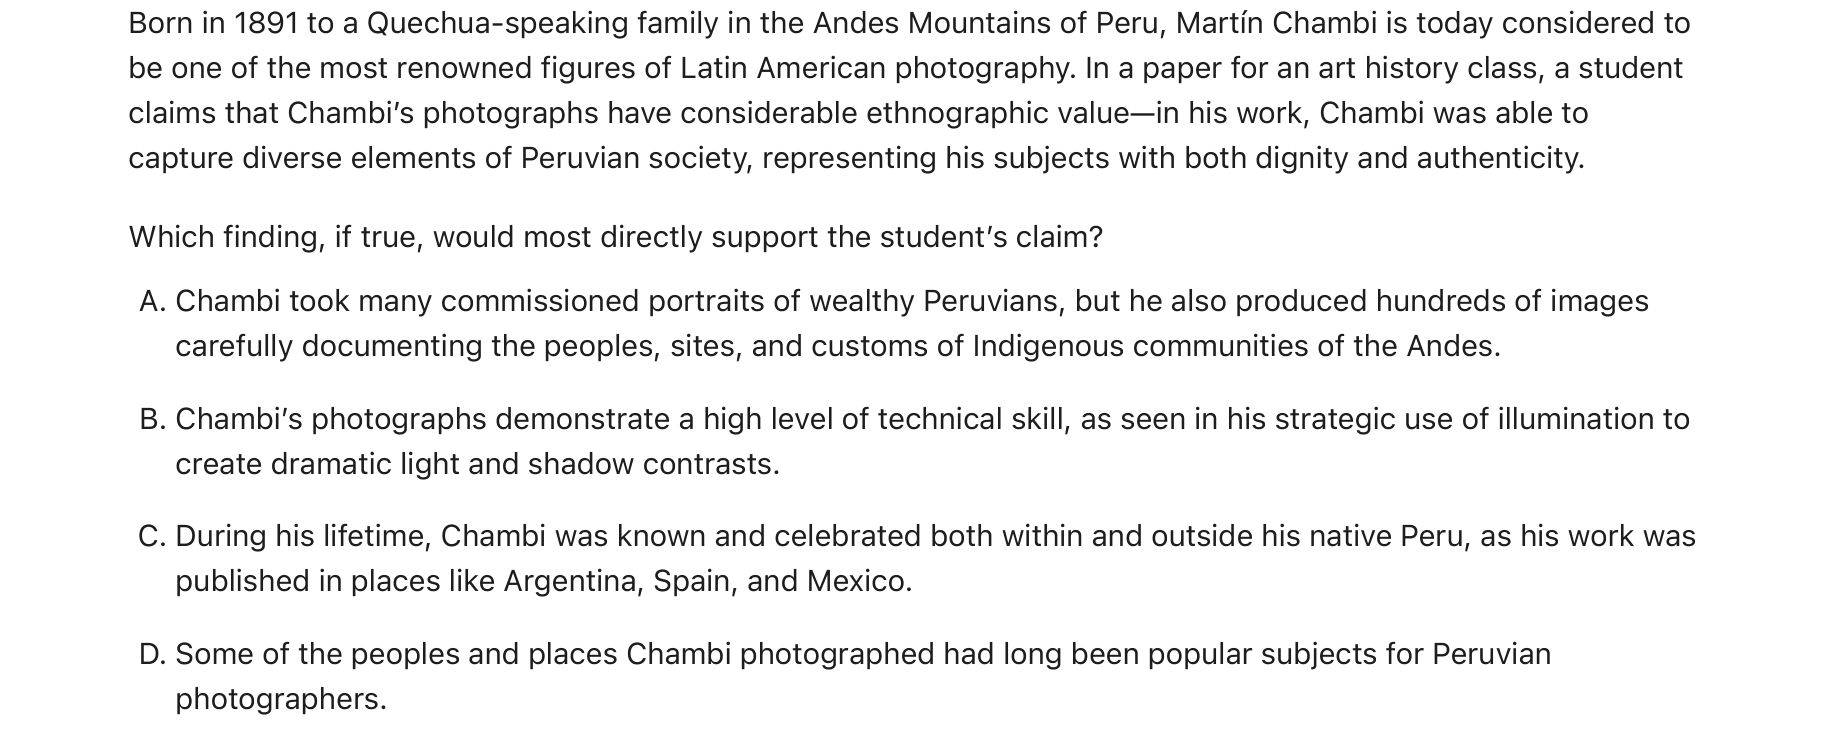 Born in 1891 to a Quechua-speaking family in the Andes Mountains of Peru, Martín Chambi is today considered to
be one of the most renowned figures of Latin American photography. In a paper for an art history class, a student
claims that Chambi’s photographs have considerable ethnographic value—in his work, Chambi was able to
capture diverse elements of Peruvian society, representing his subjects with both dignity and authenticity.
Which finding, if true, would most directly support the student’s claim?
A. Chambi took many commissioned portraits of wealthy Peruvians, but he also produced hundreds of images
carefully documenting the peoples, sites, and customs of Indigenous communities of the Andes.
B. Chambi’s photographs demonstrate a high level of technical skill, as seen in his strategic use of illumination to
create dramatic light and shadow contrasts.
C. During his lifetime, Chambi was known and celebrated both within and outside his native Peru, as his work was
published in places like Argentina, Spain, and Mexico.
D. Some of the peoples and places Chambi photographed had long been popular subjects for Peruvian
photographers.